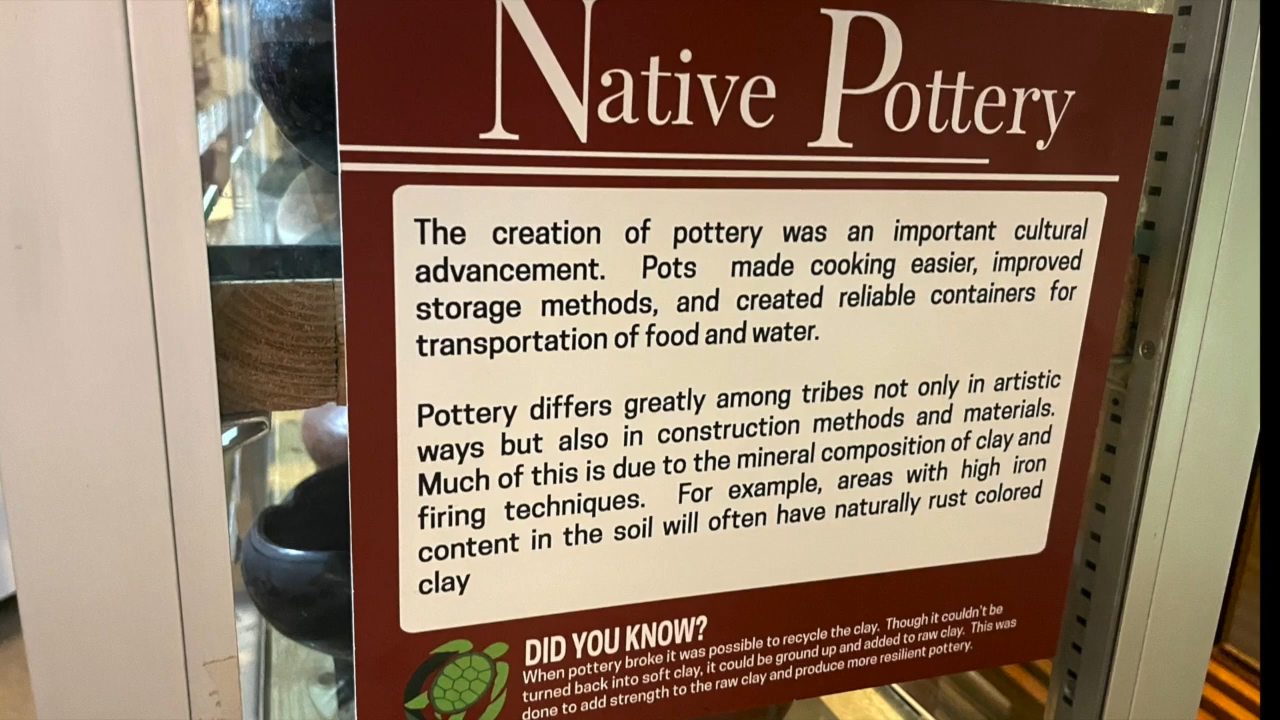 Native Pottery
The creation of pottery was an important cultural
advancement. Pots made cooking easier, improved
storage methods, and created reliable containers for
transportation of food and water.
Pottery differs greatly among tribes not only in artistic
ways but also in construction methods and materials.
Much of this is due to the mineral composition of clay and
firing techniques. For example, areas with high iron
content in the soil will often have naturally rust colored
clay
DID YOU KNOW?
When pottery broke it was possible to recycle the clay. Though it couldn't be
turned back into soft clay, it could be ground up and added to raw clay. This was
done to add strength to the raw clay and produce more resilient pottery.